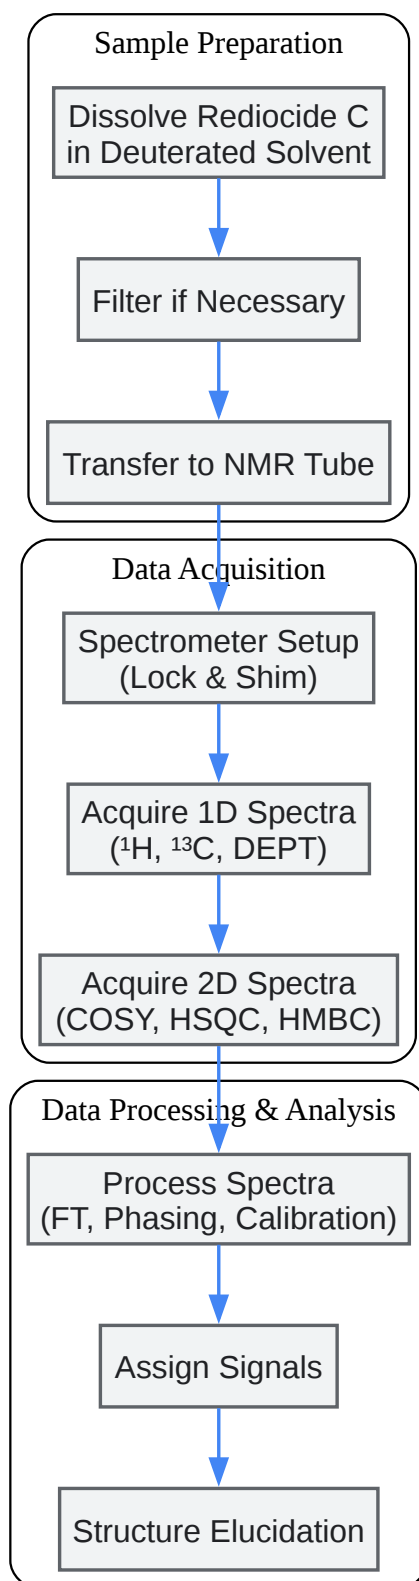 Sample Preparation
Dissolve Rediocide C
in Deuterated Solvent
Filter if Necessary
Transfer to NMR Tube
Data Acquisition
Spectrometer Setup
(Lock & Shim)
Acquire 1D Spectra
(¹H, ¹³C, DEPT)
Acquire 2D Spectra
(COSY, HSQC, HMBC)
Data Processing & Analysis
Process Spectra
(FT, Phasing, Calibration)
Assign Signals
Structure Elucidation